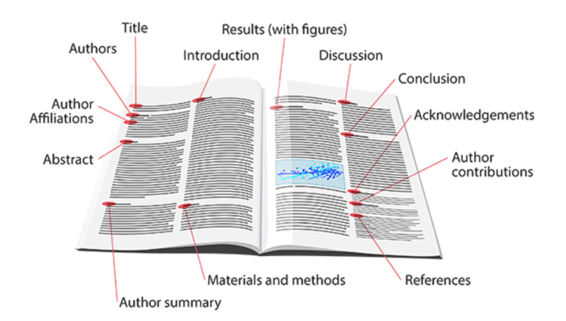 Title
Results (with figures)
Authors
Introduction
Discussion
Conclusion
Author
Affiliations
Acknowledgements
Abstract
Author
contributions
Materials and methods
References
Author summary